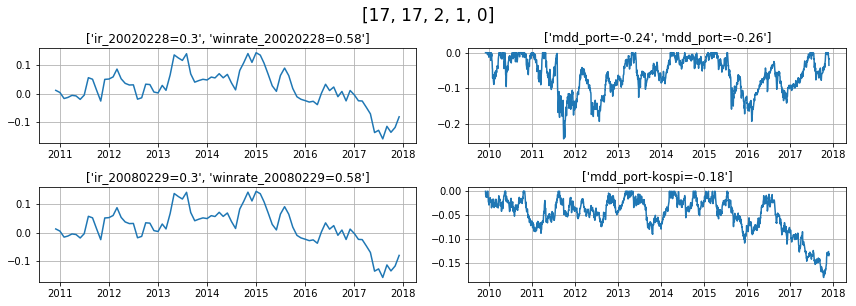 [17, 17, 2, 1, 0]
['ir_20020228=0.3', 'winrate_20020228=0.58']
0.1
0.0
−0.1
2011 2012 2013 2014 2015 2016 2017 2018
['mdd_port=-0.24', 'mdd_port=-0.26']
0.0
−0.1
−0.2
2010 2011 2012 2013 2014 2015 2016 2017 2018
['ir_20080229=0.3', 'winrate_20080229=0.58']
0.1
0.0
−0.1
2011 2012 2013 2014 2015 2016 2017 2018
['mdd_port-kospi=-0.18']
0.00
−0.05
−0.10
−0.15
2010 2011 2012 2013 2014 2015 2016 2017 2018